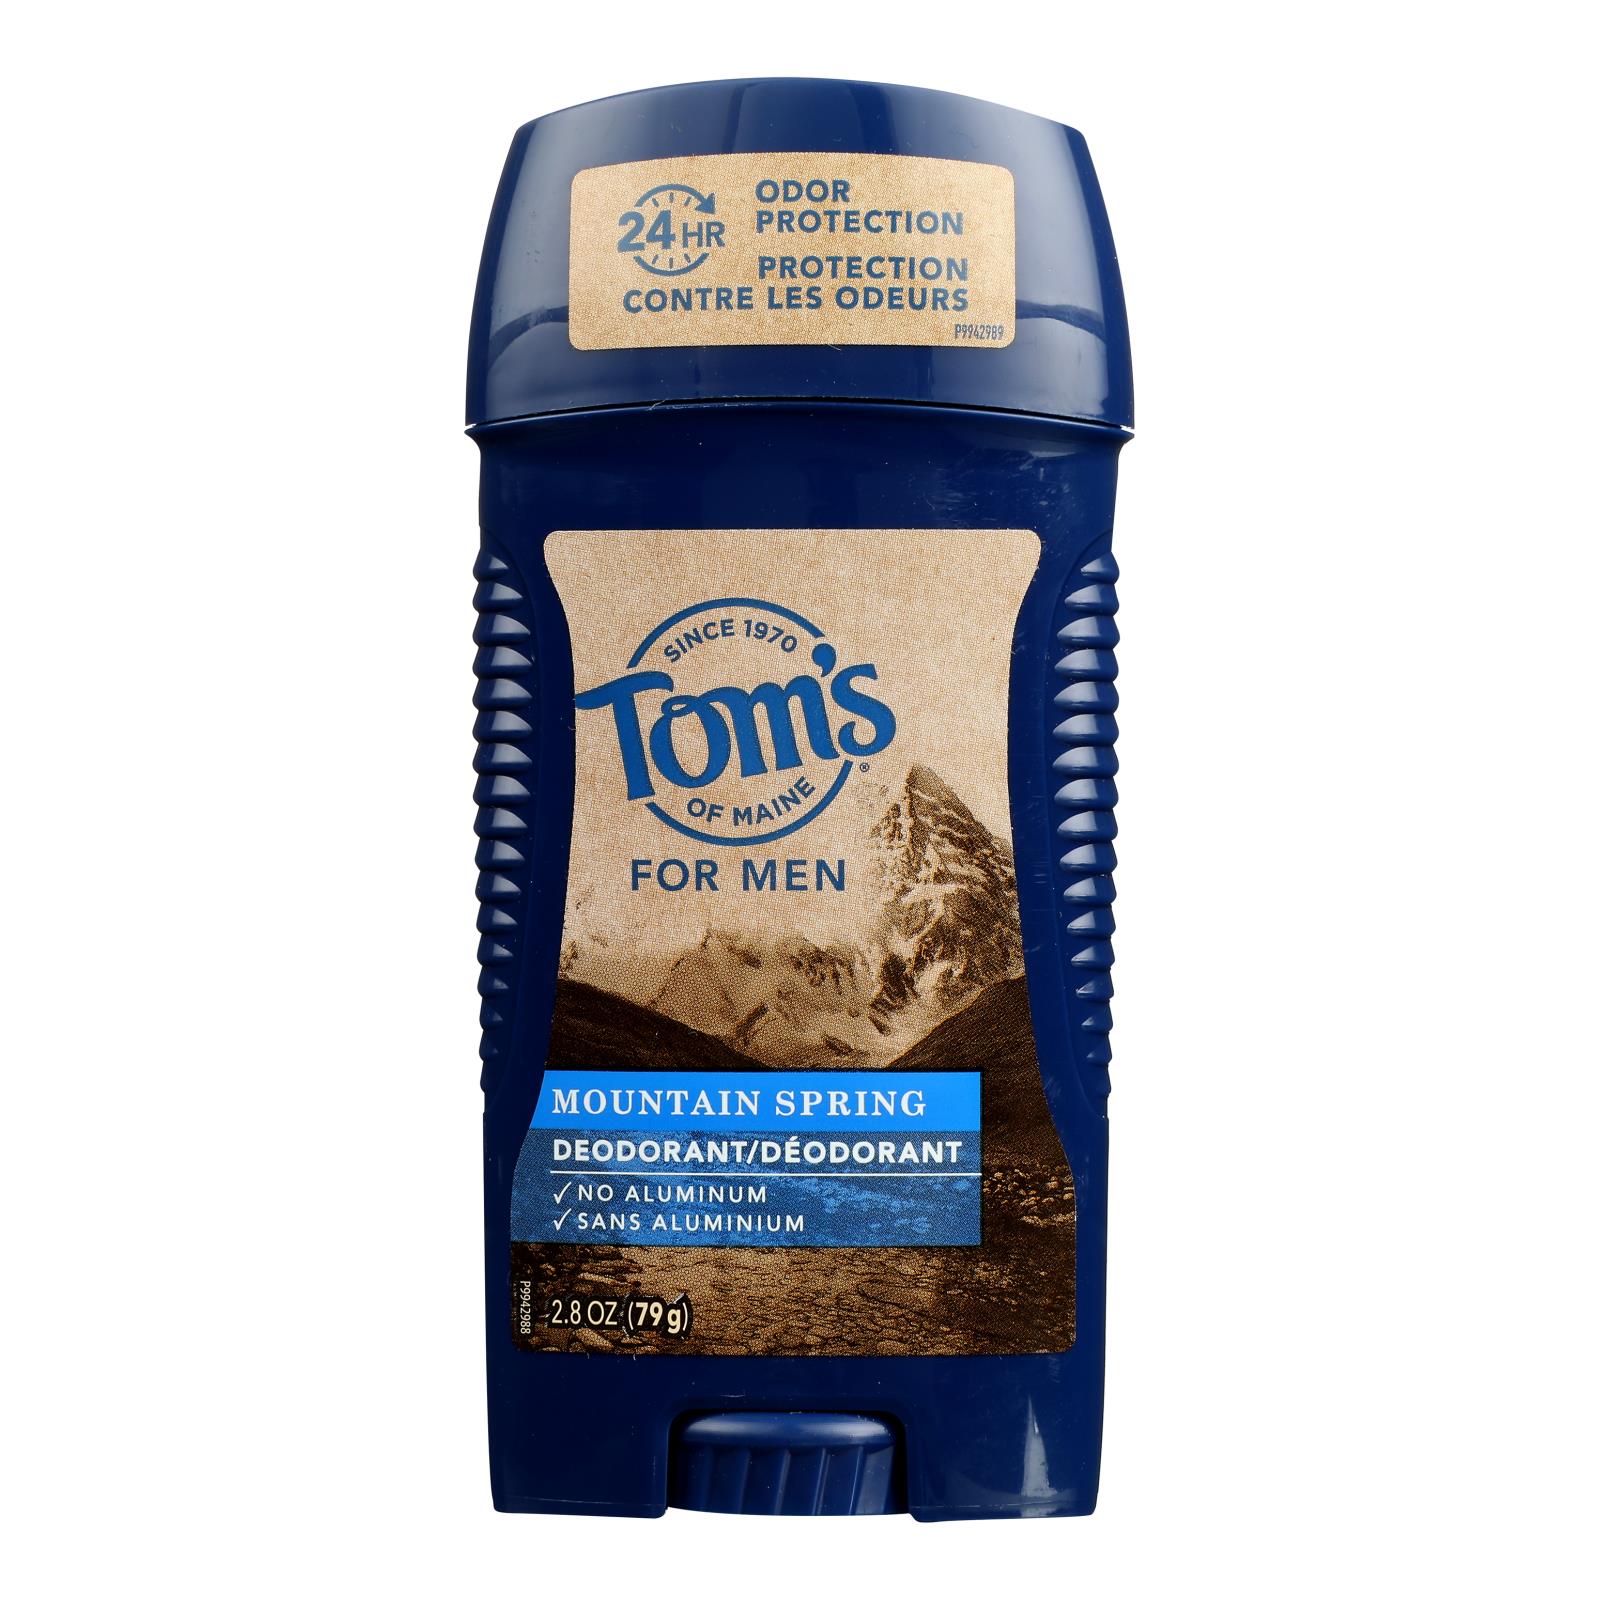 24 HR
ODOR
PROTECTION
PROTECTION
CONTRE LES ODEURS
P9942989
SINCE 1970
Tom's
OF MAINE
®
FOR MEN
MOUNTAIN SPRING
DEODORANT/DÉODORANT
✓ NO ALUMINUM
✓ SANS ALUMINIUM
P9942988
2.8 OZ (79 g)